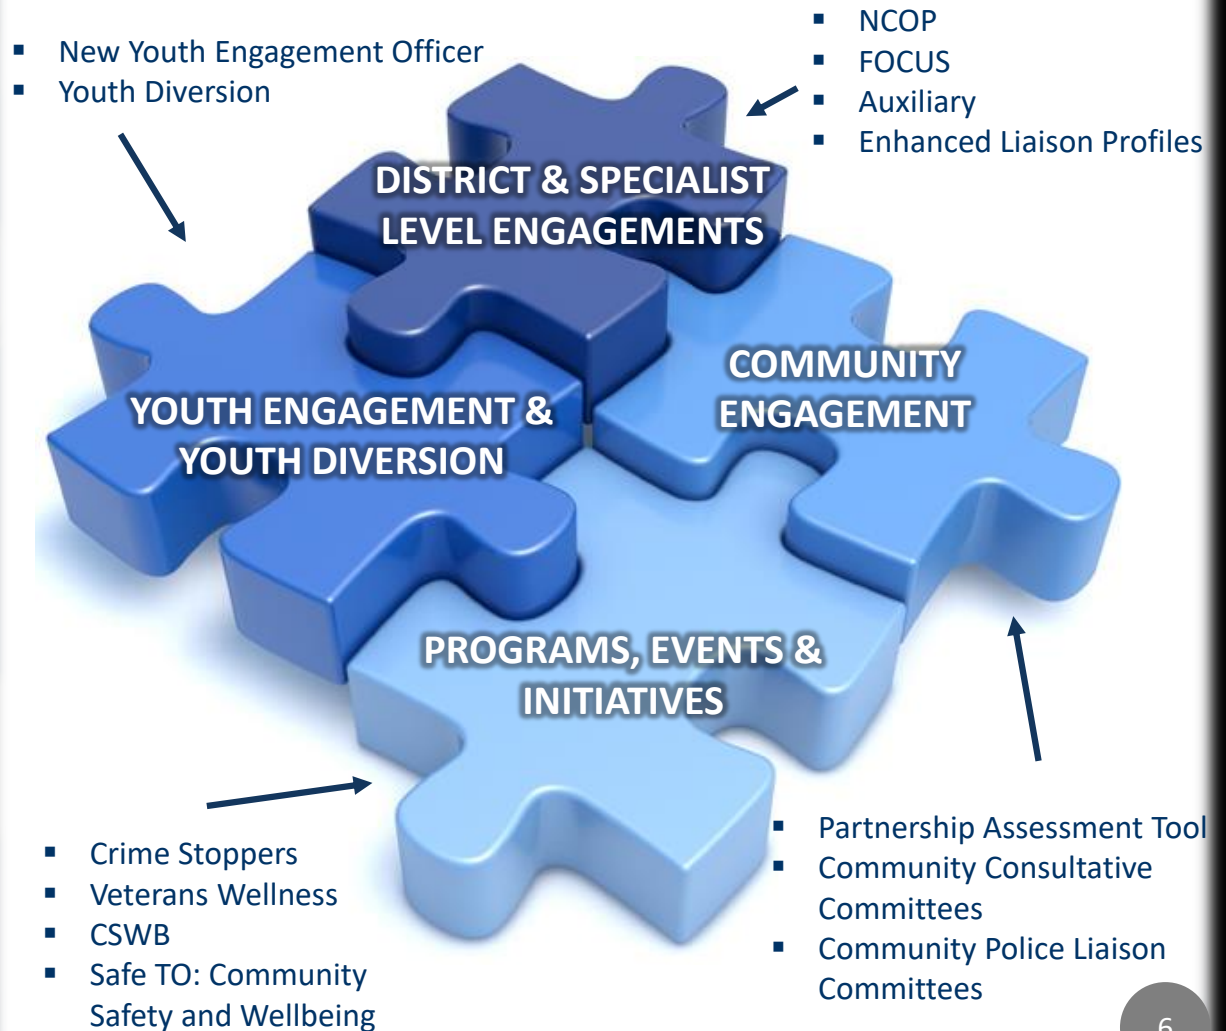 New Youth Engagement Officer
Youth Diversion
NCOP
FOCUS
Auxiliary
Enhanced Liaison Profiles
DISTRICT & SPECIALIST
LEVEL ENGAGEMENTS
COMMUNITY
ENGAGEMENT
YOUTH ENGAGEMENT &
YOUTH DIVERSION
PROGRAMS, EVENTS &
INITIATIVES
Crime Stoppers
Veterans Wellness
CSWB
Safe TO: Community
Safety and Wellbeing
Partnership Assessment Tool
Community Consultative
Committees
Community Police Liaison
Committees
6